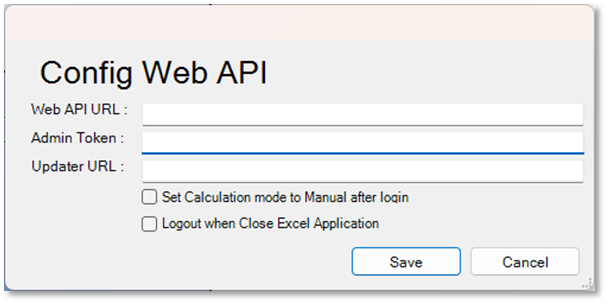 Config Web API
Web API URL :
Admin Token :
Updater URL :
Set Calculation mode to Manual after login
Logout when Close Excel Application
Save Cancel